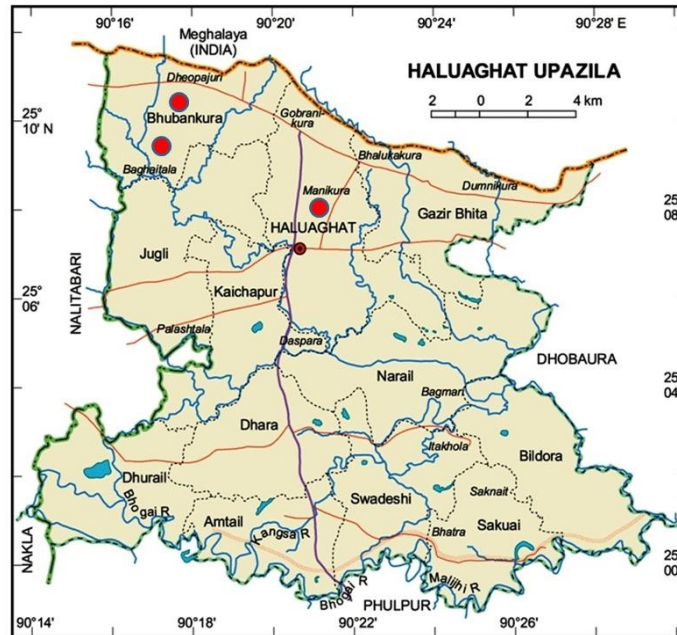 90°16'
90°20'
90°24'
90°28' E
Meghalaya
(INDIA)
HALUAGHAT UPAZILA
2 0 2 4 km
25°
10' N
Dheopajuri
Bhubankura
Gobrani-
kura
Bhalukakura
Baghaitala
Dumnikura
Manikura
Gazir Bhita
25
08
HALUAGHAT
Jugli
NALITABARI
Kaichapur
06°
Palashtala
Daspara
DHOBAURA
Narail
25
04
Bagmari
Dhara
Itakhola
Bildora
Dhurail
Swadeshi
Saknait
Bhogai R
Amtail
Kangsa R
Bhatra
Sakuai
NAKLA
25
00
Bhogai R
Malijhi R
PHULPUR
90°14'
90°18'
90°22'
90°26'